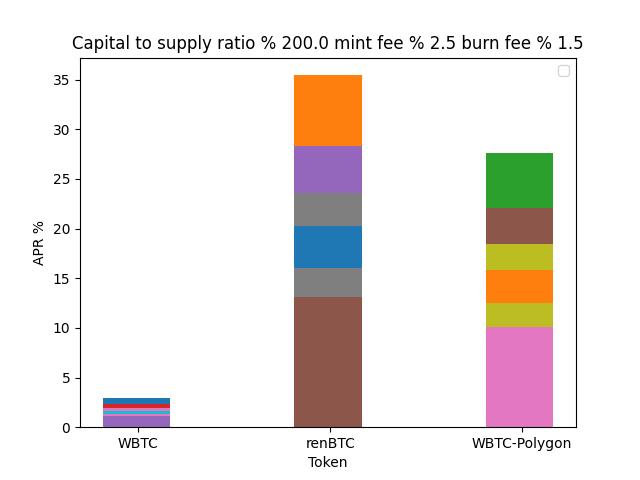 Capital to supply ratio % 200.0 mint fee % 2.5 burn fee % 1.5
APR %
35
30
25
20
15
10
5
0
WBTC renBTC WBTC-Polygon
Token